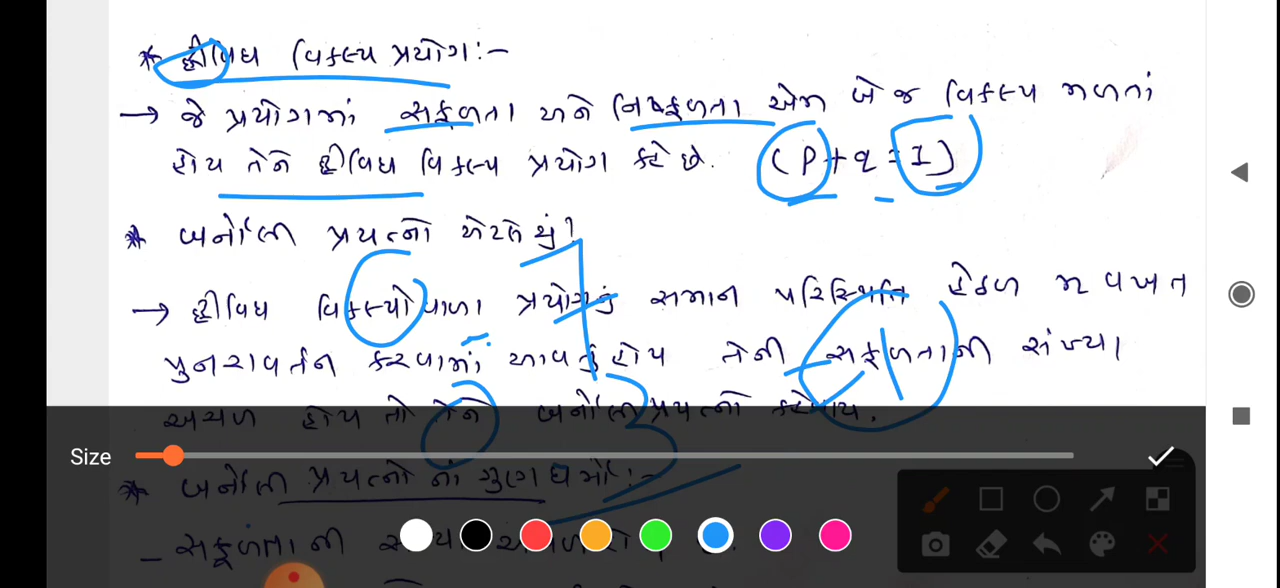 * દ્વીવિધ વિકલ્પ પ્રયોગ:-
→ જે પ્રયોગમાં સફળતા અને નિષ્ફળતા એમ બે જ વિકલ્પ મળતાં
હોય તેને દ્વીવિધ વિકલ્પ પ્રયોગ કહે છે. (p+q=1)
* બર્નોલી પ્રયત્નો એટલે શું?
→ દ્વીવિધ વિકલ્પો વાળા પ્રયોગનું સમાન પરિસ્થિતિ હેઠળ n વખત
પુનરાવર્તન કરવામાં આવતું હોય તેની સફળતાની સંખ્યા
અચળ હોય તો તેને બર્નોલી પ્રયત્નો કહેવાય.
Size
* બર્નોલી પ્રયત્નો નાં ગુણધર્મો:-
- સફળતા ની